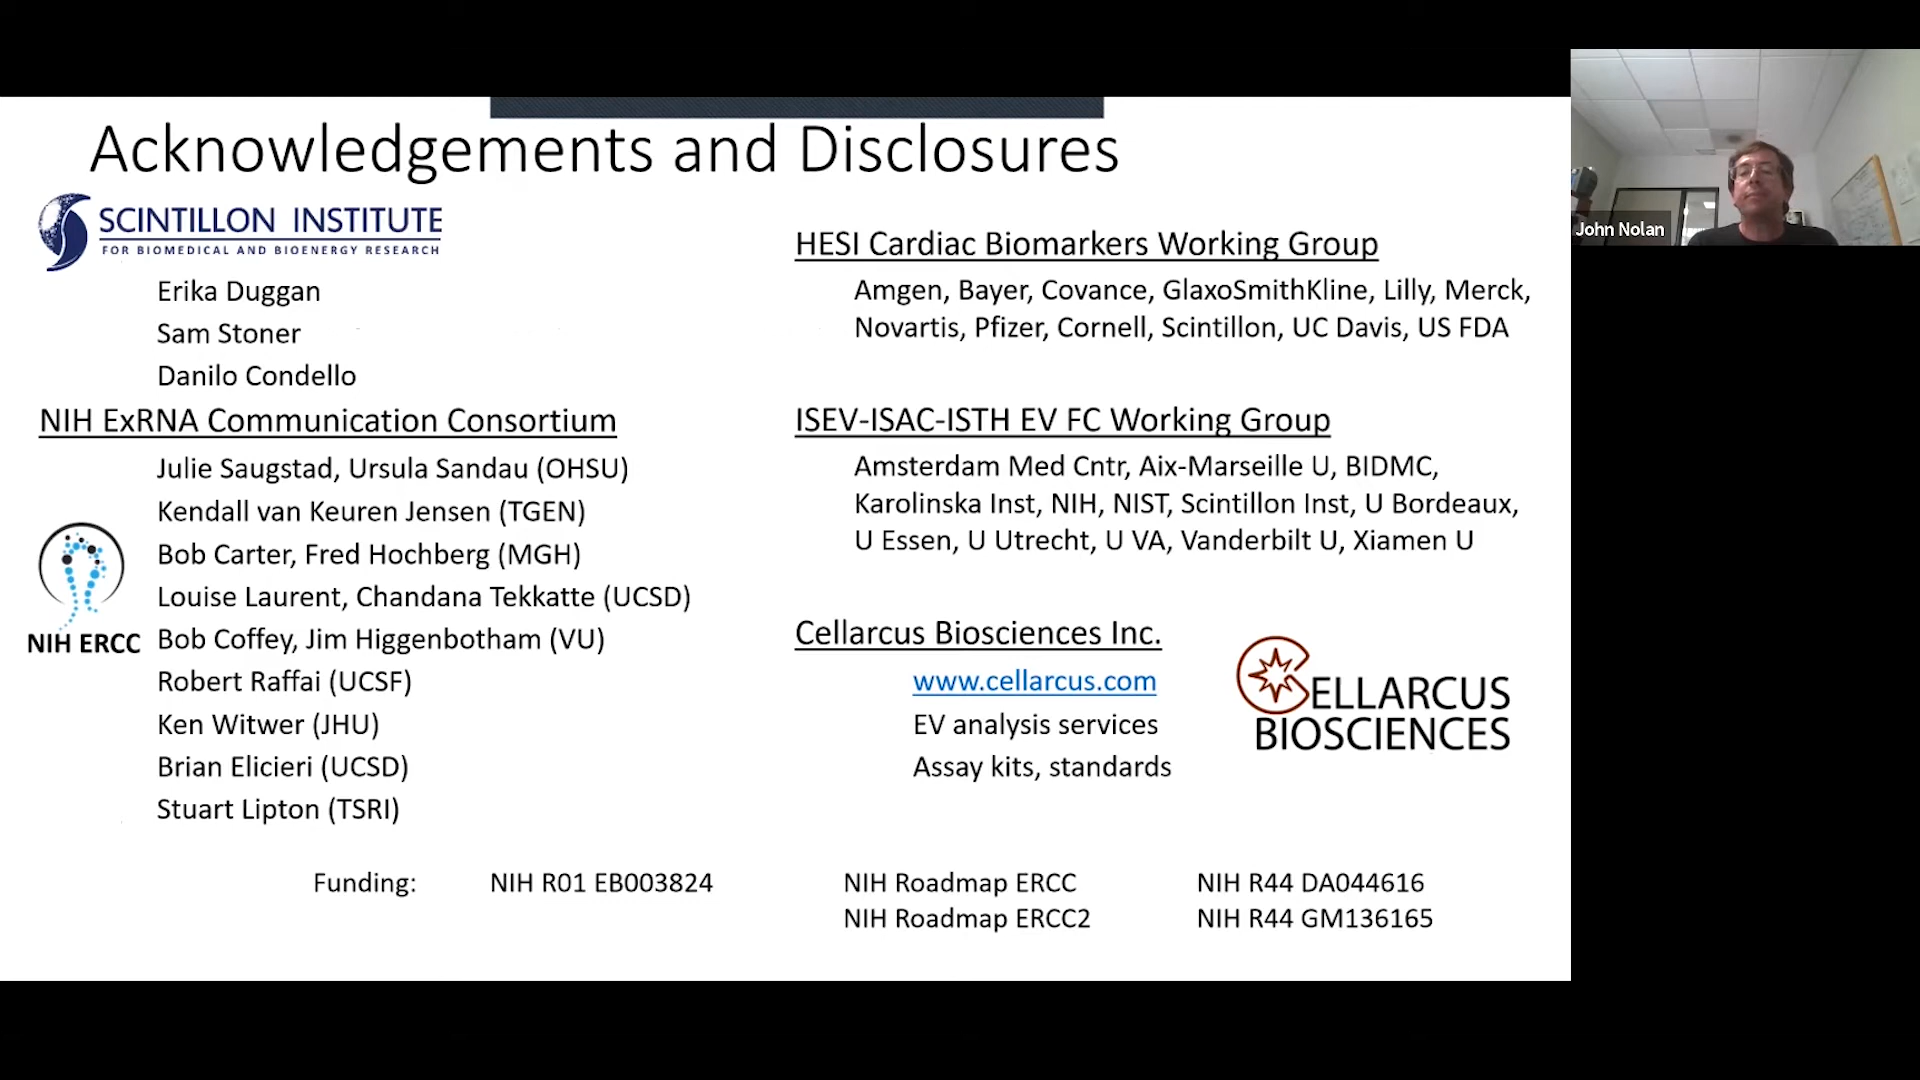 Acknowledgements and Disclosures
SCINTILLON INSTITUTE
FOR BIOMEDICAL AND BIOENERGY RESEARCH
Erika Duggan
Sam Stoner
Danilo Condello
NIH ExRNA Communication Consortium
Julie Saugstad, Ursula Sandau (OHSU)
Kendall van Keuren Jensen (TGEN)
Bob Carter, Fred Hochberg (MGH)
Louise Laurent, Chandana Tekkatte (UCSD)
Bob Coffey, Jim Higgenbotham (VU)
Robert Raffai (UCSF)
Ken Witwer (JHU)
Brian Elicieri (UCSD)
Stuart Lipton (TSRI)
NIH ERCC
HESI Cardiac Biomarkers Working Group
Amgen, Bayer, Covance, GlaxoSmithKline, Lilly, Merck,
Novartis, Pfizer, Cornell, Scintillon, UC Davis, US FDA
ISEV-ISAC-ISTH EV FC Working Group
Amsterdam Med Cntr, Aix-Marseille U, BIDMC,
Karolinska Inst, NIH, NIST, Scintillon Inst, U Bordeaux,
U Essen, U Utrecht, U VA, Vanderbilt U, Xiamen U
Cellarcus Biosciences Inc.
www.cellarcus.com
EV analysis services
Assay kits, standards
CELLARCUS
BIOSCIENCES
Funding: NIH R01 EB003824 NIH Roadmap ERCC NIH R44 DA044616
NIH Roadmap ERCC2 NIH R44 GM136165
John Nolan